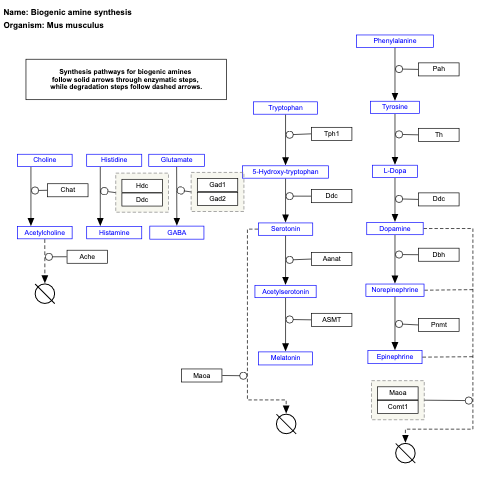 Name: Biogenic amine synthesis
Organism: Mus musculus
Synthesis pathways for biogenic amines
follow solid arrows through enzymatic steps,
while degradation steps follow dashed arrows.
Phenylalanine
Pah
Tyrosine
Th
L-Dopa
Ddc
Dopamine
Dbh
Norepinephrine
Pnmt
Epinephrine
Maoa
Comt1
Tryptophan
Tph1
5-Hydroxy-tryptophan
Ddc
Serotonin
Aanat
Acetylserotonin
ASMT
Melatonin
Maoa
Choline
Chat
Acetylcholine
Ache
Histidine
Hdc
Ddc
Histamine
Glutamate
Gad1
Gad2
GABA